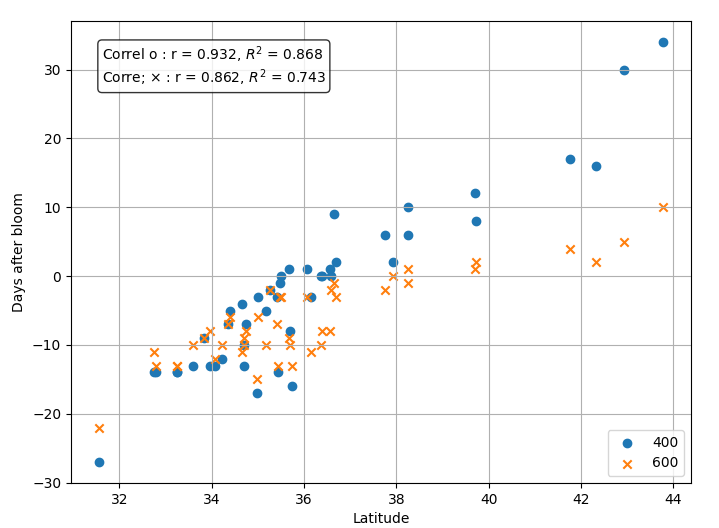 Correl o : r = 0.932, R² = 0.868
Corre; × : r = 0.862, R² = 0.743
Days after bloom
30
20
10
0
−10
−20
−30
400
600
32 34 36 38 40 42 44
Latitude